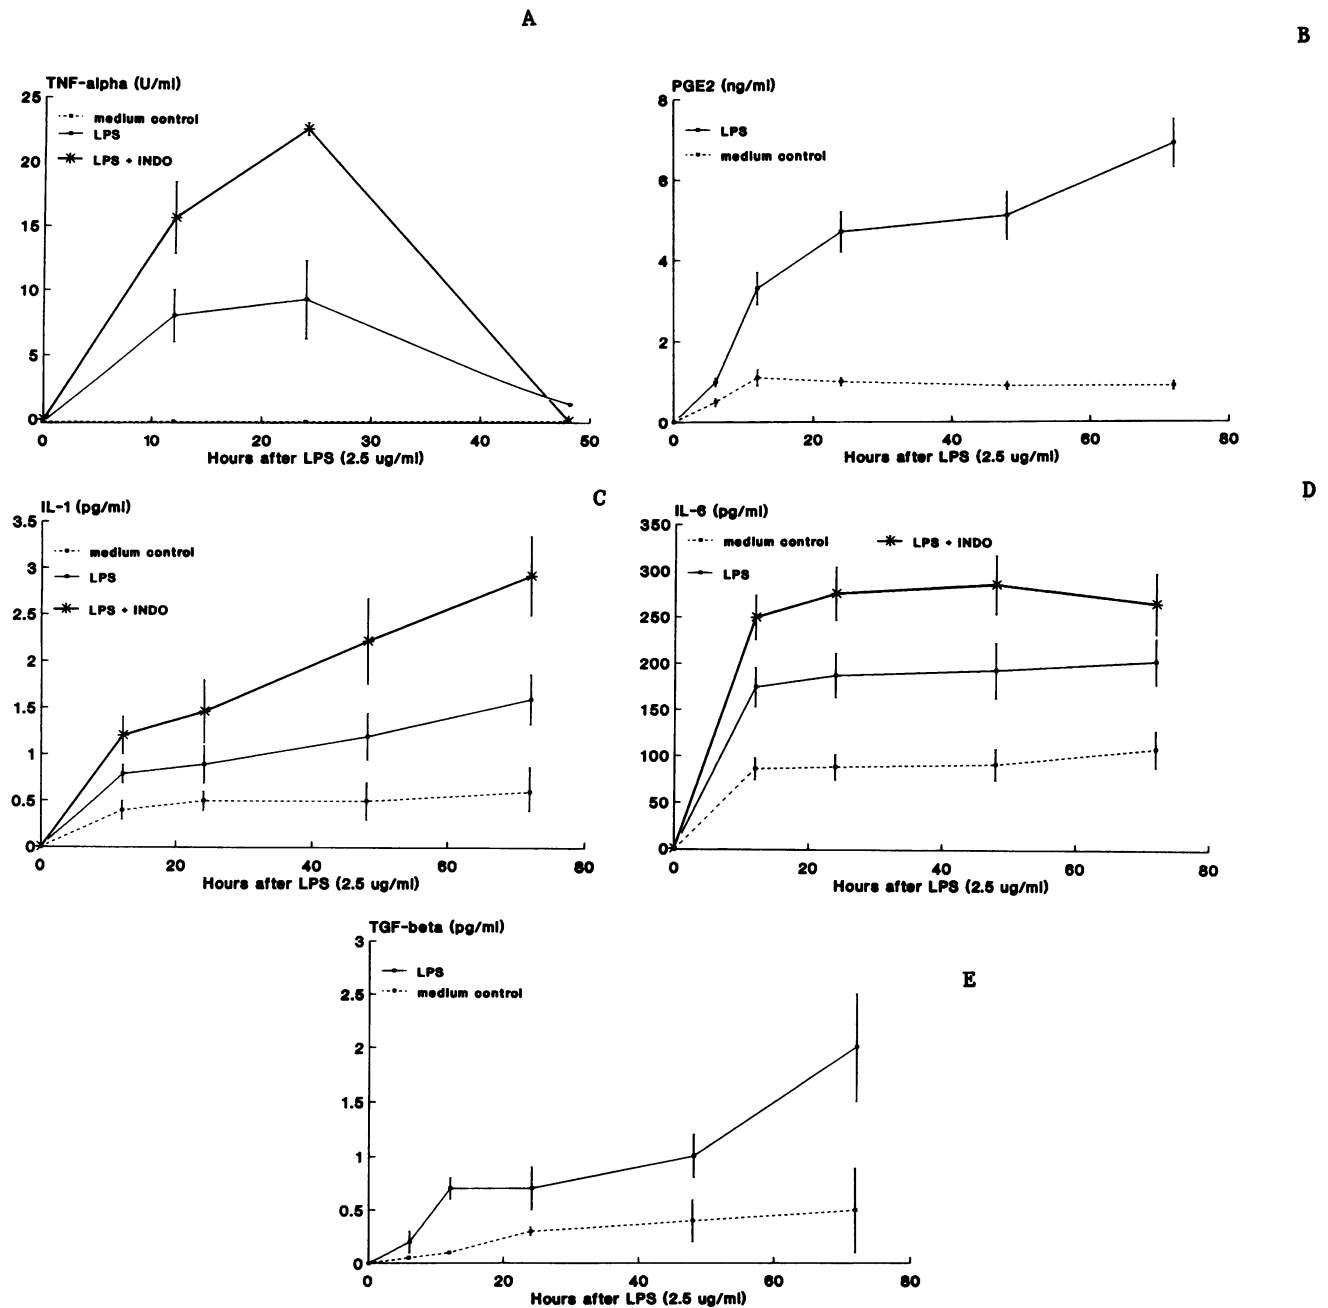 A
B
TNF-alpha (U/ml)
25
20
15
10
5
0
medium control
LPS
LPS + INDO
0 10 20 30 40 50
Hours after LPS (2.5 ug/ml)
PGE2 (ng/ml)
8
6
4
2
0
LPS
medium control
0 20 40 60 80
Hours after LPS (2.5 ug/ml)
C
D
IL-1 (pg/ml)
3.5
3
2.5
2
1.5
1
0.5
0
medium control
LPS
LPS + INDO
0 20 40 60 80
Hours after LPS (2.5 ug/ml)
IL-6 (pg/ml)
350
300
250
200
150
100
50
0
medium control LPS + INDO
LPS
0 20 40 60 80
Hours after LPS (2.5 ug/ml)
TGF-beta (pg/ml)
3
2.5
2
1.5
1
0.5
0
LPS
medium control
E
0 20 40 60 80
Hours after LPS (2.5 ug/ml)